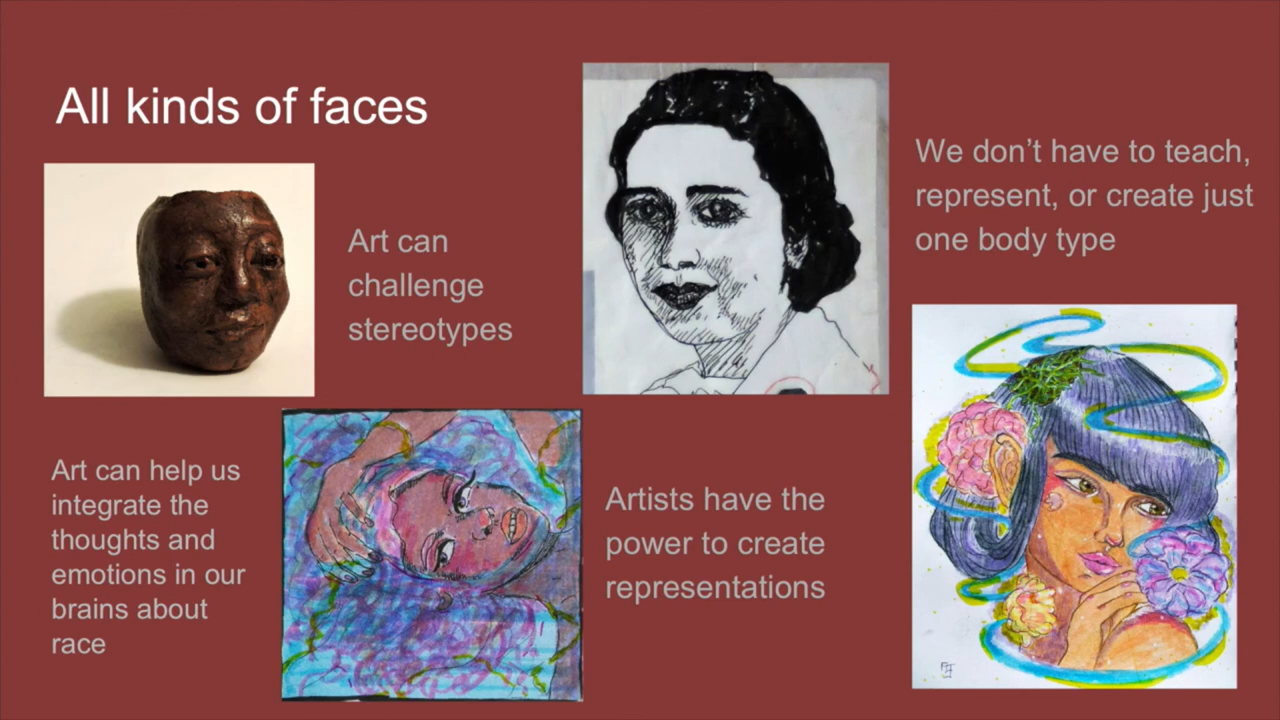 All kinds of faces
Art can
challenge
stereotypes
We don’t have to teach,
represent, or create just
one body type
Art can help us
integrate the
thoughts and
emotions in our
brains about
race
Artists have the
power to create
representations